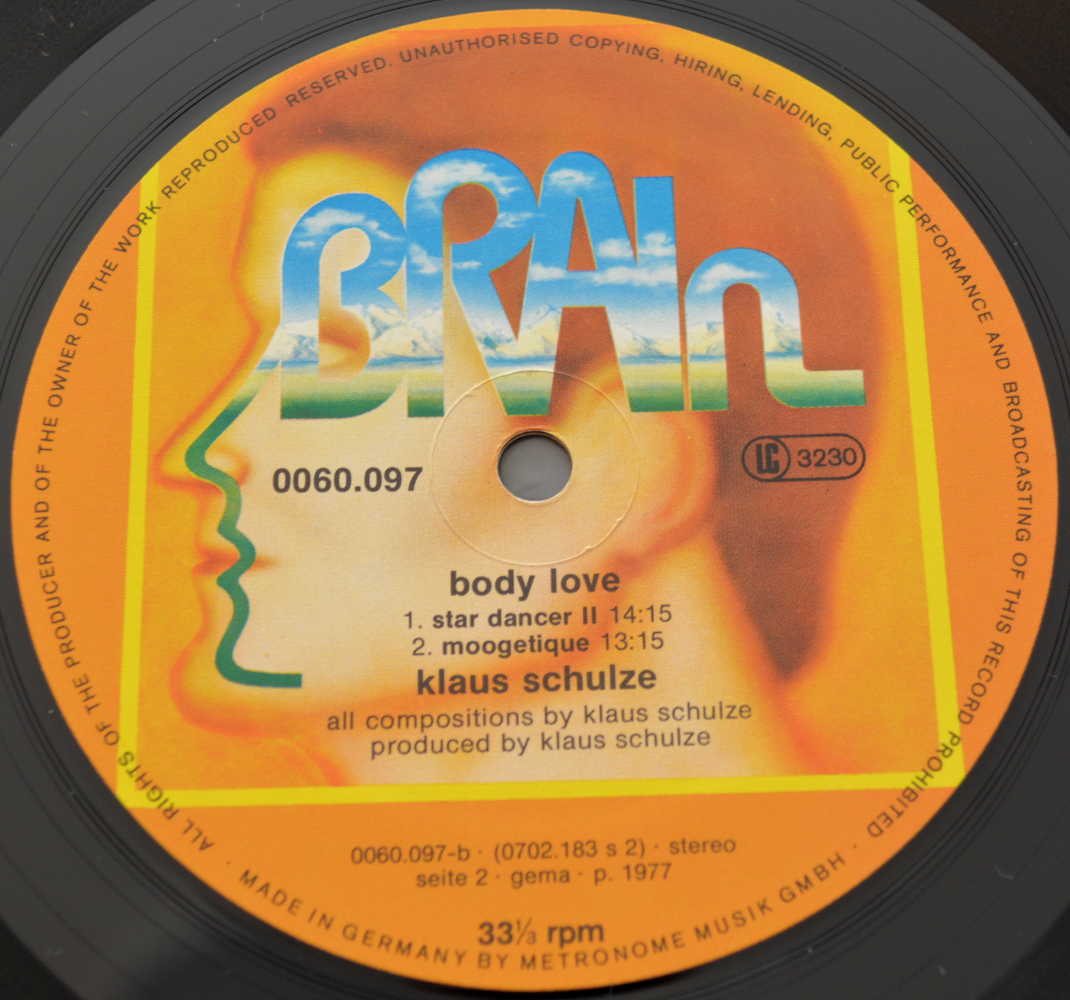 ALL RIGHTS OF THE PRODUCER AND OF THE OWNER OF THE WORK REPRODUCED RESERVED. UNAUTHORISED COPYING, HIRING, LENDING, PUBLIC PERFORMANCE AND BROADCASTING OF THIS RECORD PROHIBITED ·
BRAIn
0060.097
LC 3230
body love
1. star dancer II 14:15
2. moogetique 13:15
klaus schulze
all compositions by klaus schulze
produced by klaus schulze
0060.097-b · (0702.183 s 2) · stereo
seite 2 · gema · p. 1977
33⅓ rpm
· MADE IN GERMANY BY METRONOME MUSIK GMBH ·